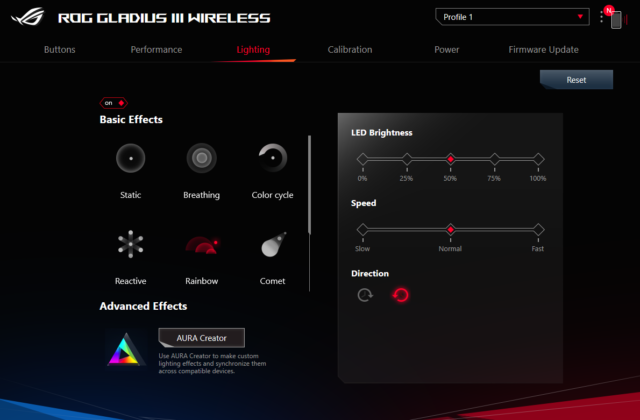 ROG GLADIUS III WIRELESS
Profile 1
N
Buttons Performance Lighting Calibration Power Firmware Update
Reset
on
Basic Effects
Static Breathing Color cycle
Reactive Rainbow Comet
Advanced Effects
AURA Creator
Use AURA Creator to make custom
lighting effects and synchronize them
across compatible devices.
LED Brightness
0% 25% 50% 75% 100%
Speed
Slow Normal Fast
Direction